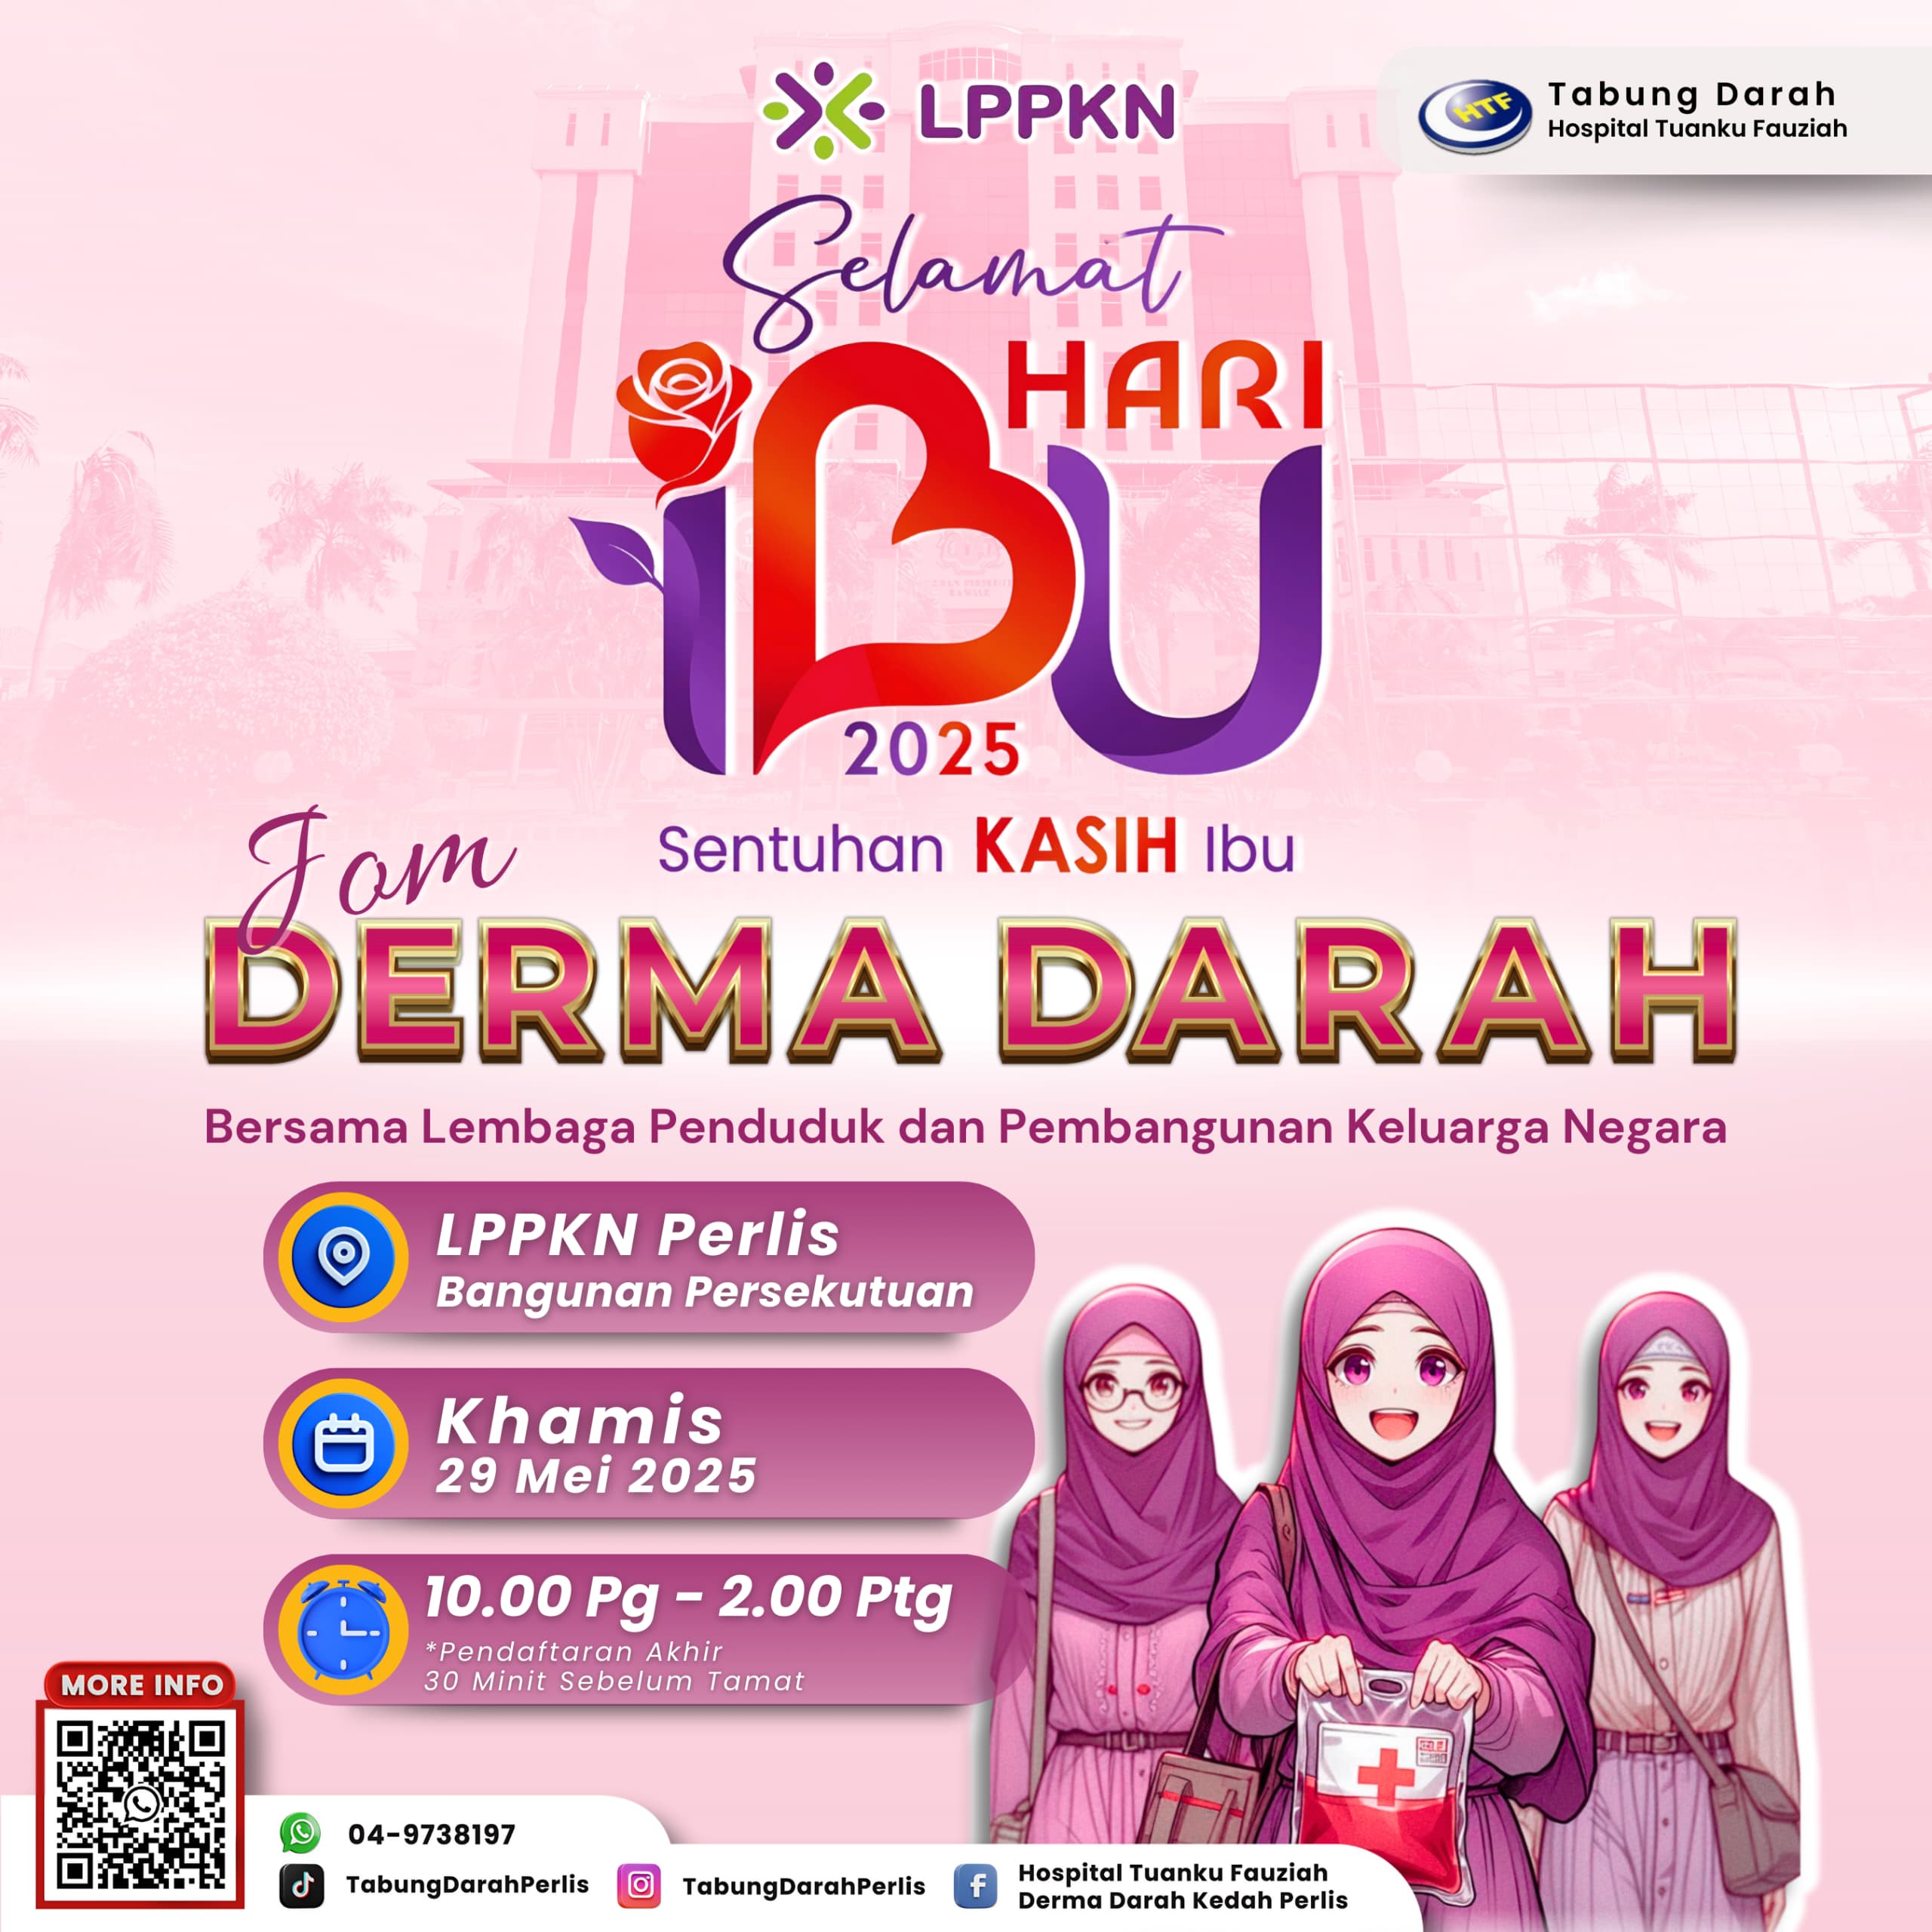 LPPKN
HTF
Tabung Darah
Hospital Tuanku Fauziah
Selamat
HARI
IBU
2025
Sentuhan KASIH Ibu
Jom
DERMA DARAH
Bersama Lembaga Penduduk dan Pembangunan Keluarga Negara
LPPKN Perlis
Bangunan Persekutuan
Khamis
29 Mei 2025
10.00 Pg - 2.00 Ptg
*Pendaftaran Akhir
30 Minit Sebelum Tamat
MORE INFO
04-9738197
TabungDarahPerlis
TabungDarahPerlis
Hospital Tuanku Fauziah
Derma Darah Kedah Perlis